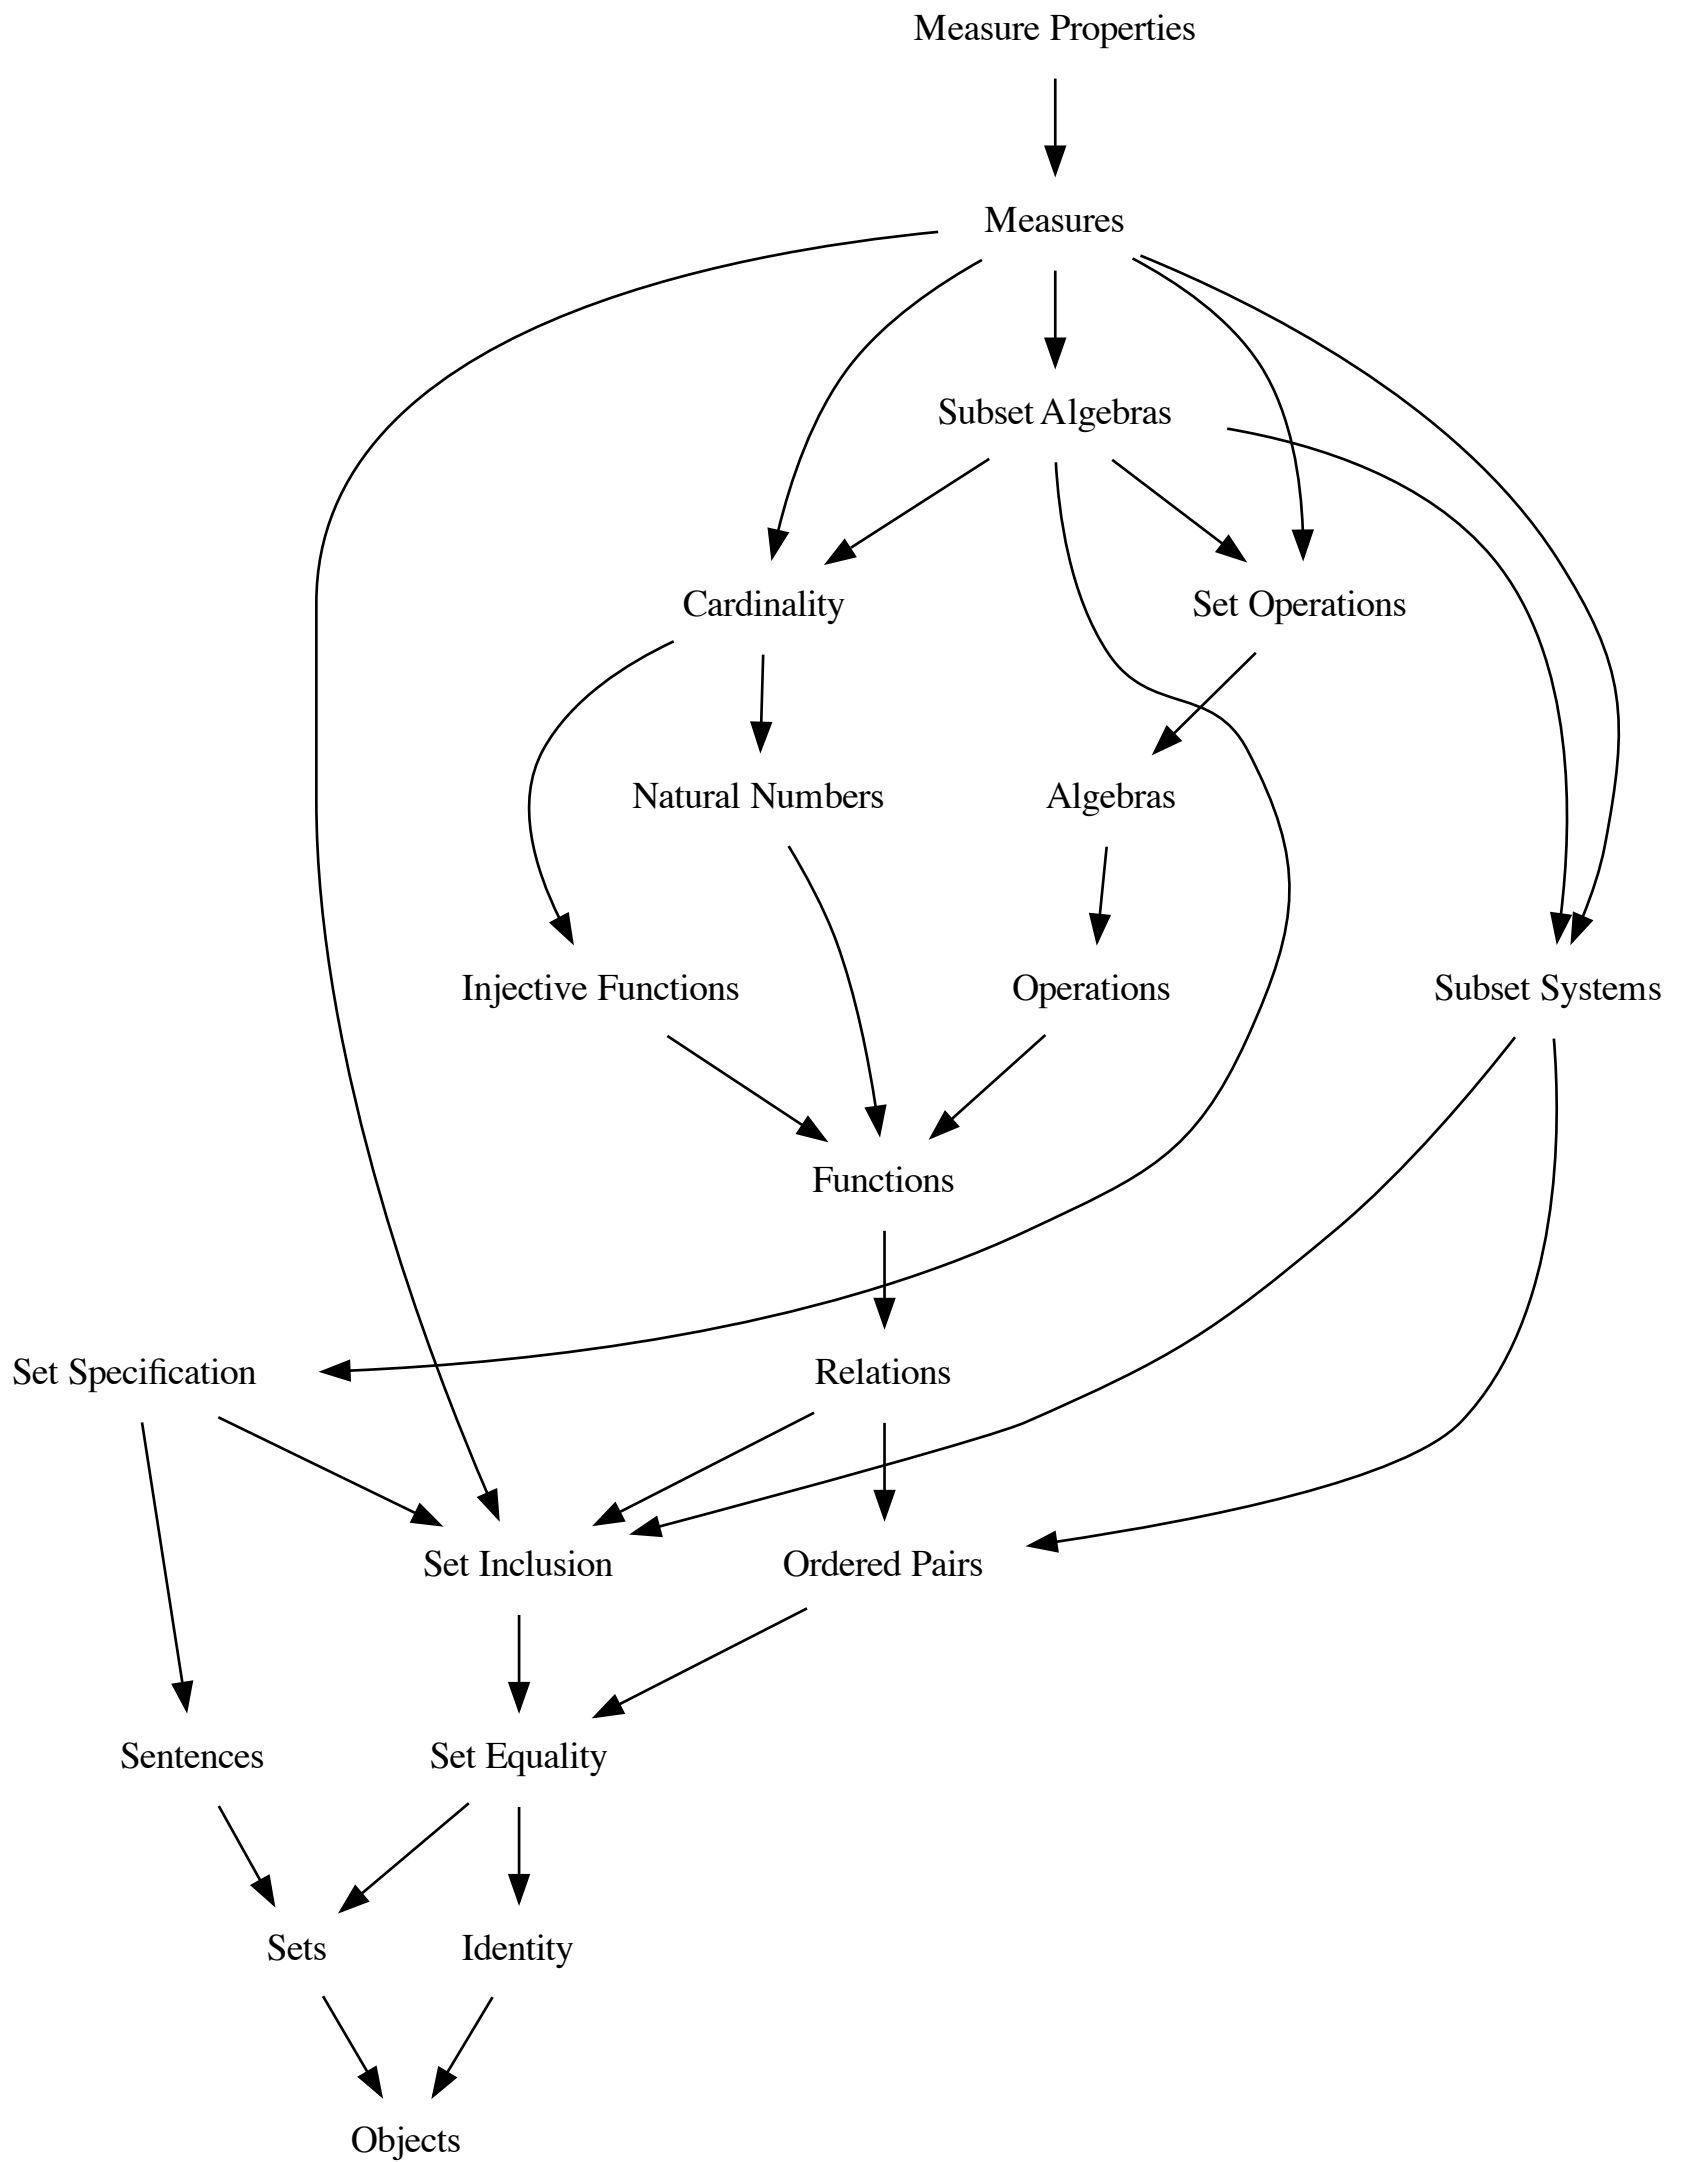 Measure Properties
Measures
Subset Algebras
Cardinality
Set Operations
Natural Numbers
Algebras
Injective Functions
Operations
Subset Systems
Functions
Set Specification
Relations
Set Inclusion
Ordered Pairs
Sentences
Set Equality
Sets
Identity
Objects